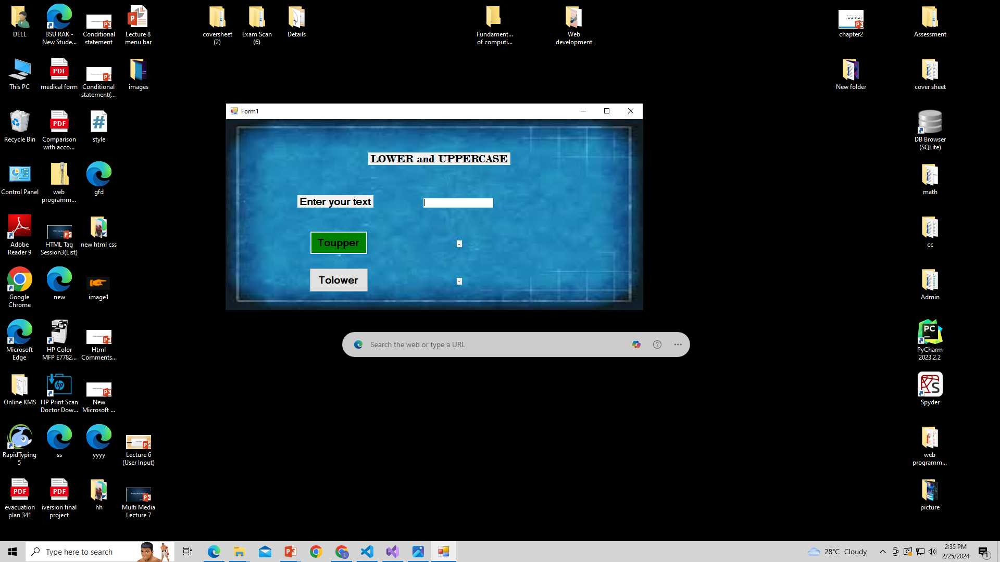 DELL
BSU RAK -
New Stude...
Conditional
statement
Lecture 8
menu bar
coversheet
(2)
Exam Scan
(6)
Details
Fundament...
of computi...
Web
development
chapter2
Assessment
This PC
PDF
medical form
Conditional
statement(...
images
New folder
cover sheet
Form1
Recycle Bin
PDF
Comparison
with acco...
style
DB Browser
(SQLite)
LOWER and UPPERCASE
Control Panel
web
programm...
gfd
math
Enter your text
Adobe
Reader 9
HTML Tag
Session3(List)
new html css
cc
Toupper
-
Tolower
-
Google
Chrome
new
image1
Admin
Microsoft
Edge
HP Color
MFP E7782...
Html
Comments...
Search the web or type a URL
PC
PyCharm
2023.2.2
Online KMS
HP Print Scan
Doctor Dow...
New
Microsoft ...
Spyder
RapidTyping
5
ss
yyyy
Lecture 6
(User Input)
web
programm...
PDF
evacuation
plan 341
PDF
iversion final
project
hh
Multi Media
Lecture 7
picture
Type here to search
28°C Cloudy
2:35 PM
2/25/2024
1